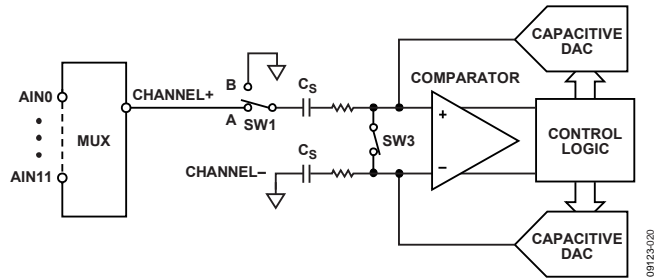 CAPACITIVE
DAC
B
CHANNEL+
A
SW1
CS
COMPARATOR
AIN0
MUX
AIN11
+
SW3
–
CONTROL
LOGIC
CHANNEL–
CS
CAPACITIVE
DAC
09123-020